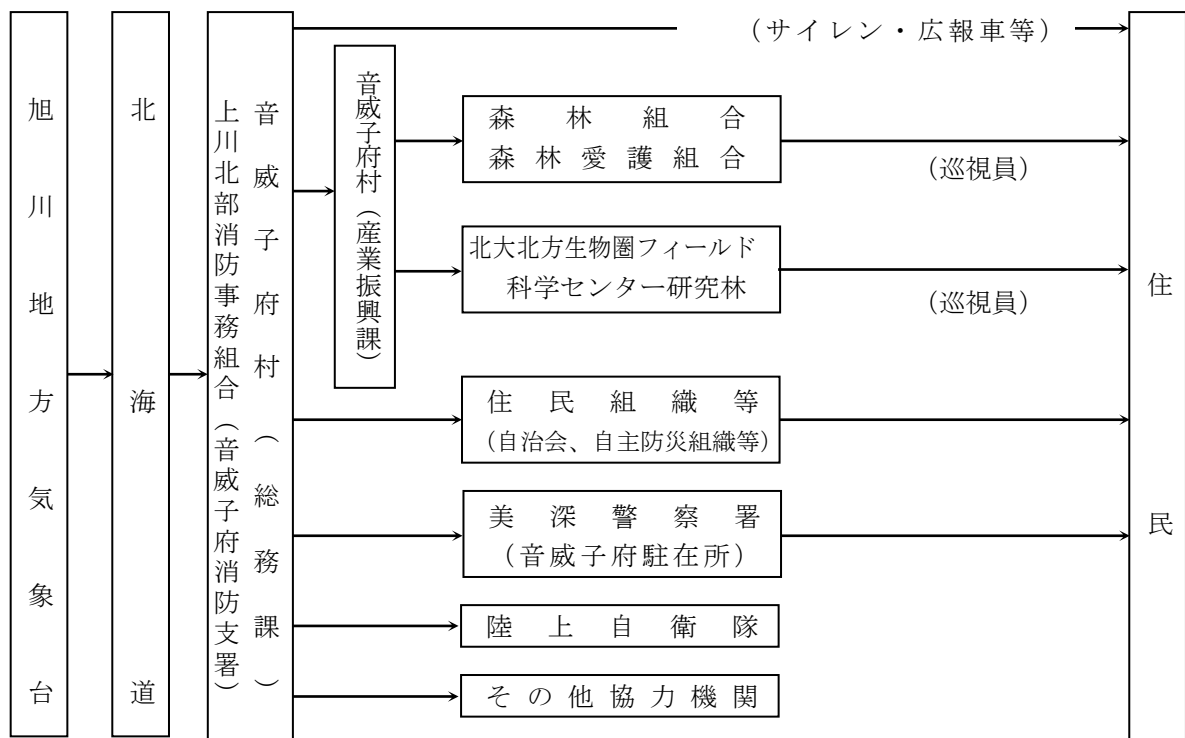 旭川地方気象台
北海道
音威子府村(総務課)
上川北部消防事務組合(音威子府消防支署)
(サイレン・広報車等)
音威子府村(産業振興課)
森林組合
森林愛護組合
(巡視員)
北大北方生物圏フィールド
科学センター研究林
(巡視員)
住民組織等
(自治会、自主防災組織等)
美深警察署
(音威子府駐在所)
陸上自衛隊
その他協力機関
住民